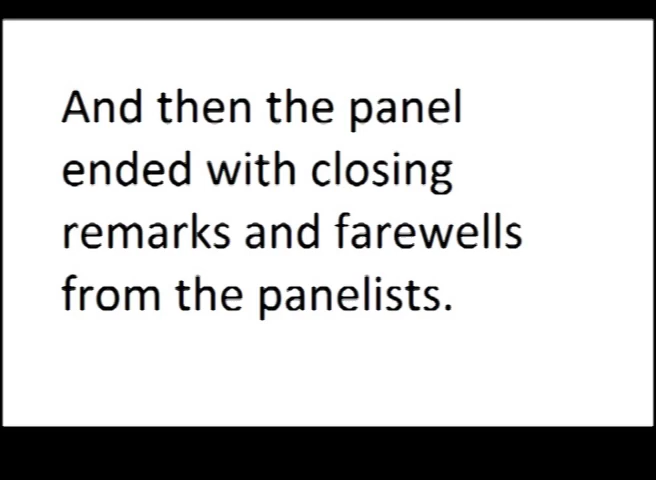 And then the panel
ended with closing
remarks and farewells
from the panelists.